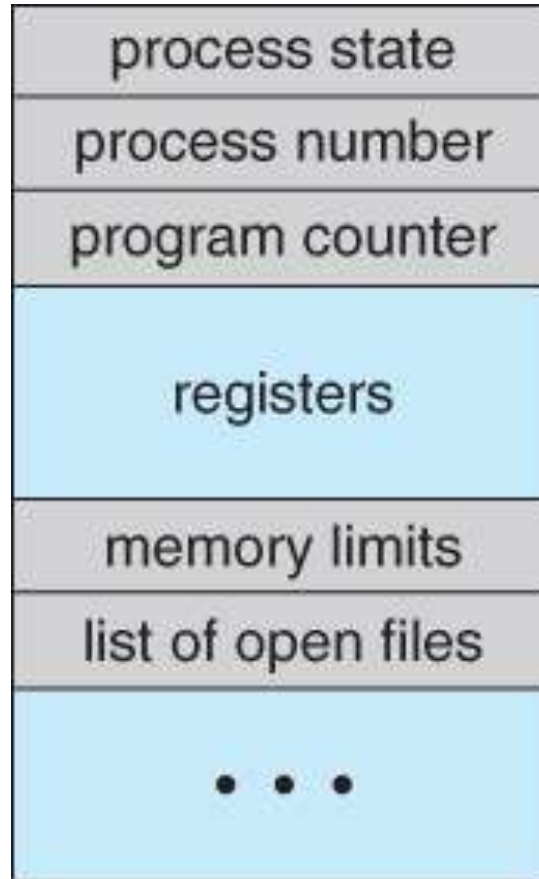 process state
process number
program counter
registers
memory limits
list of open files
• • •